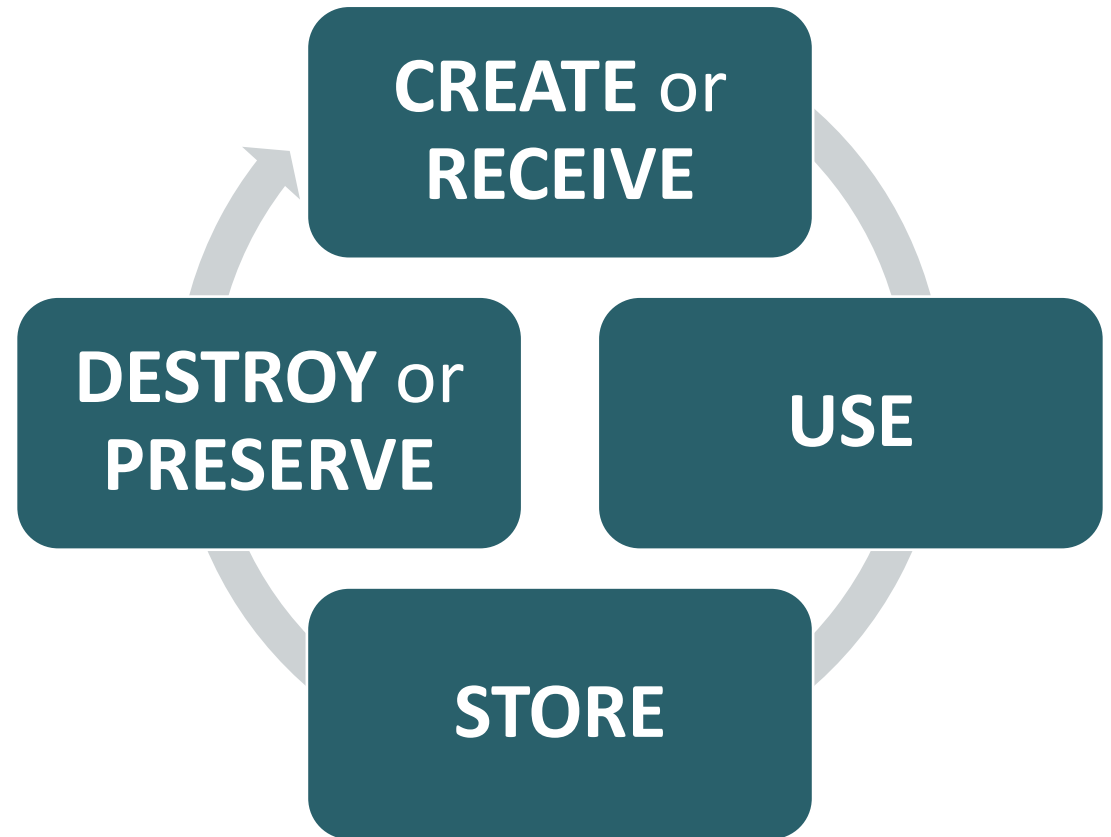 CREATE or
RECEIVE
USE
STORE
DESTROY or
PRESERVE